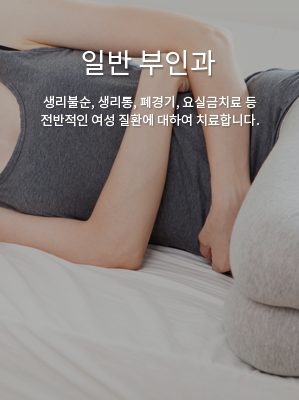 일반 부인과
생리불순, 생리통, 폐경기, 요실금치료 등
전반적인 여성 질환에 대하여 치료합니다.